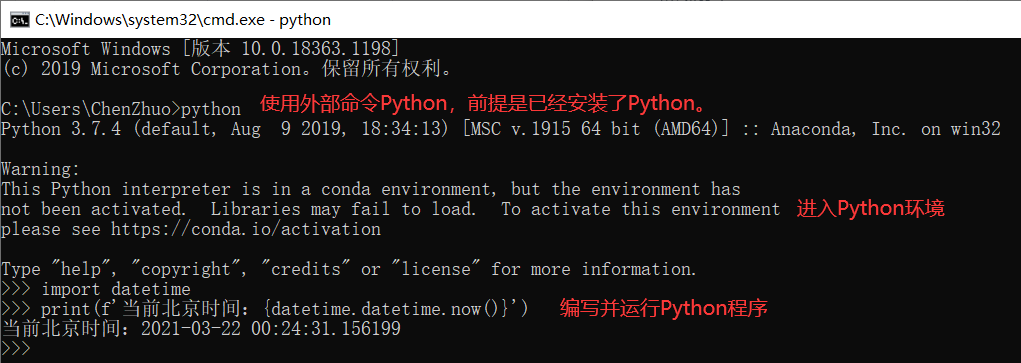 C:\Windows\system32\cmd.exe - python
Microsoft Windows [版本 10.0.18363.1198]
(c) 2019 Microsoft Corporation。保留所有权利。
C:\Users\ChenZhuo>python 使用外部命令Python，前提是已经安装了Python。
Python 3.7.4 (default, Aug  9 2019, 18:34:13) [MSC v.1915 64 bit (AMD64)] :: Anaconda, Inc. on win32
Warning:
This Python interpreter is in a conda environment, but the environment has
not been activated.  Libraries may fail to load.  To activate this environment 进入Python环境
please see https://conda.io/activation
Type "help", "copyright", "credits" or "license" for more information.
>>> import datetime
>>> print(f'当前北京时间：{datetime.datetime.now()}') 编写并运行Python程序
当前北京时间：2021-03-22 00:24:31.156199
>>>